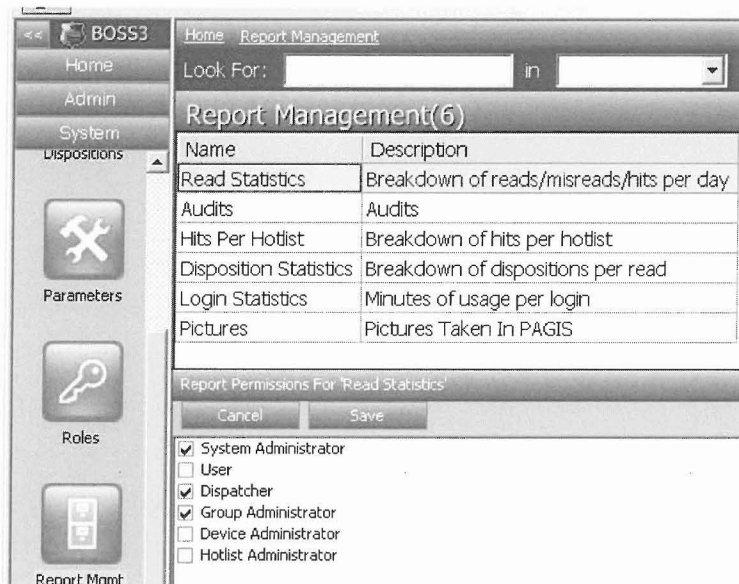 << BOSS3
Home
Admin
System
Dispositions
Parameters
Roles
Report Mgmt
Home Report Management
Look For: in
Report Management(6)
Name Description
Read Statistics Breakdown of reads/misreads/hits per day
Audits Audits
Hits Per Hotlist Breakdown of hits per hotlist
Disposition Statistics Breakdown of dispositions per read
Login Statistics Minutes of usage per login
Pictures Pictures Taken In PAGIS
Report Permissions For 'Read Statistics'
Cancel Save
System Administrator
User
Dispatcher
Group Administrator
Device Administrator
Hotlist Administrator